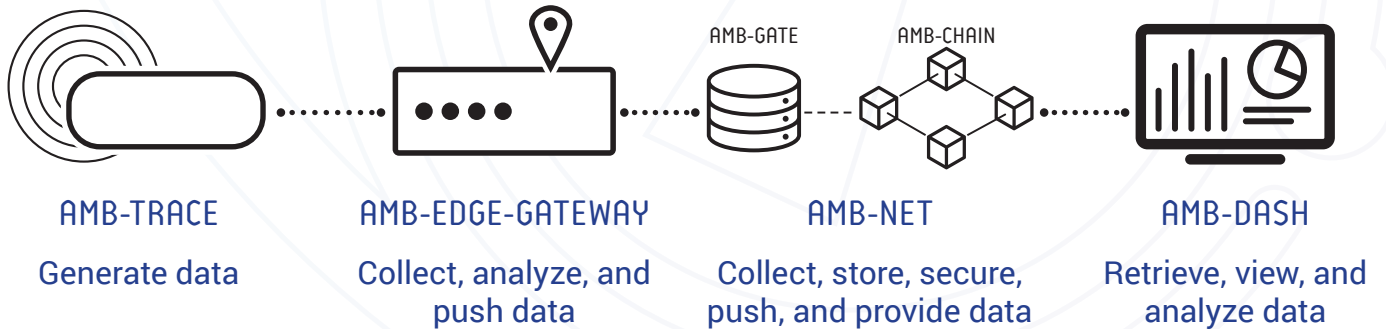 AMB-GATE
AMB-CHAIN
AMB-TRACE
Generate data
AMB-EDGE-GATEWAY
Collect, analyze, and
push data
AMB-NET
Collect, store, secure,
push, and provide data
AMB-DASH
Retrieve, view, and
analyze data